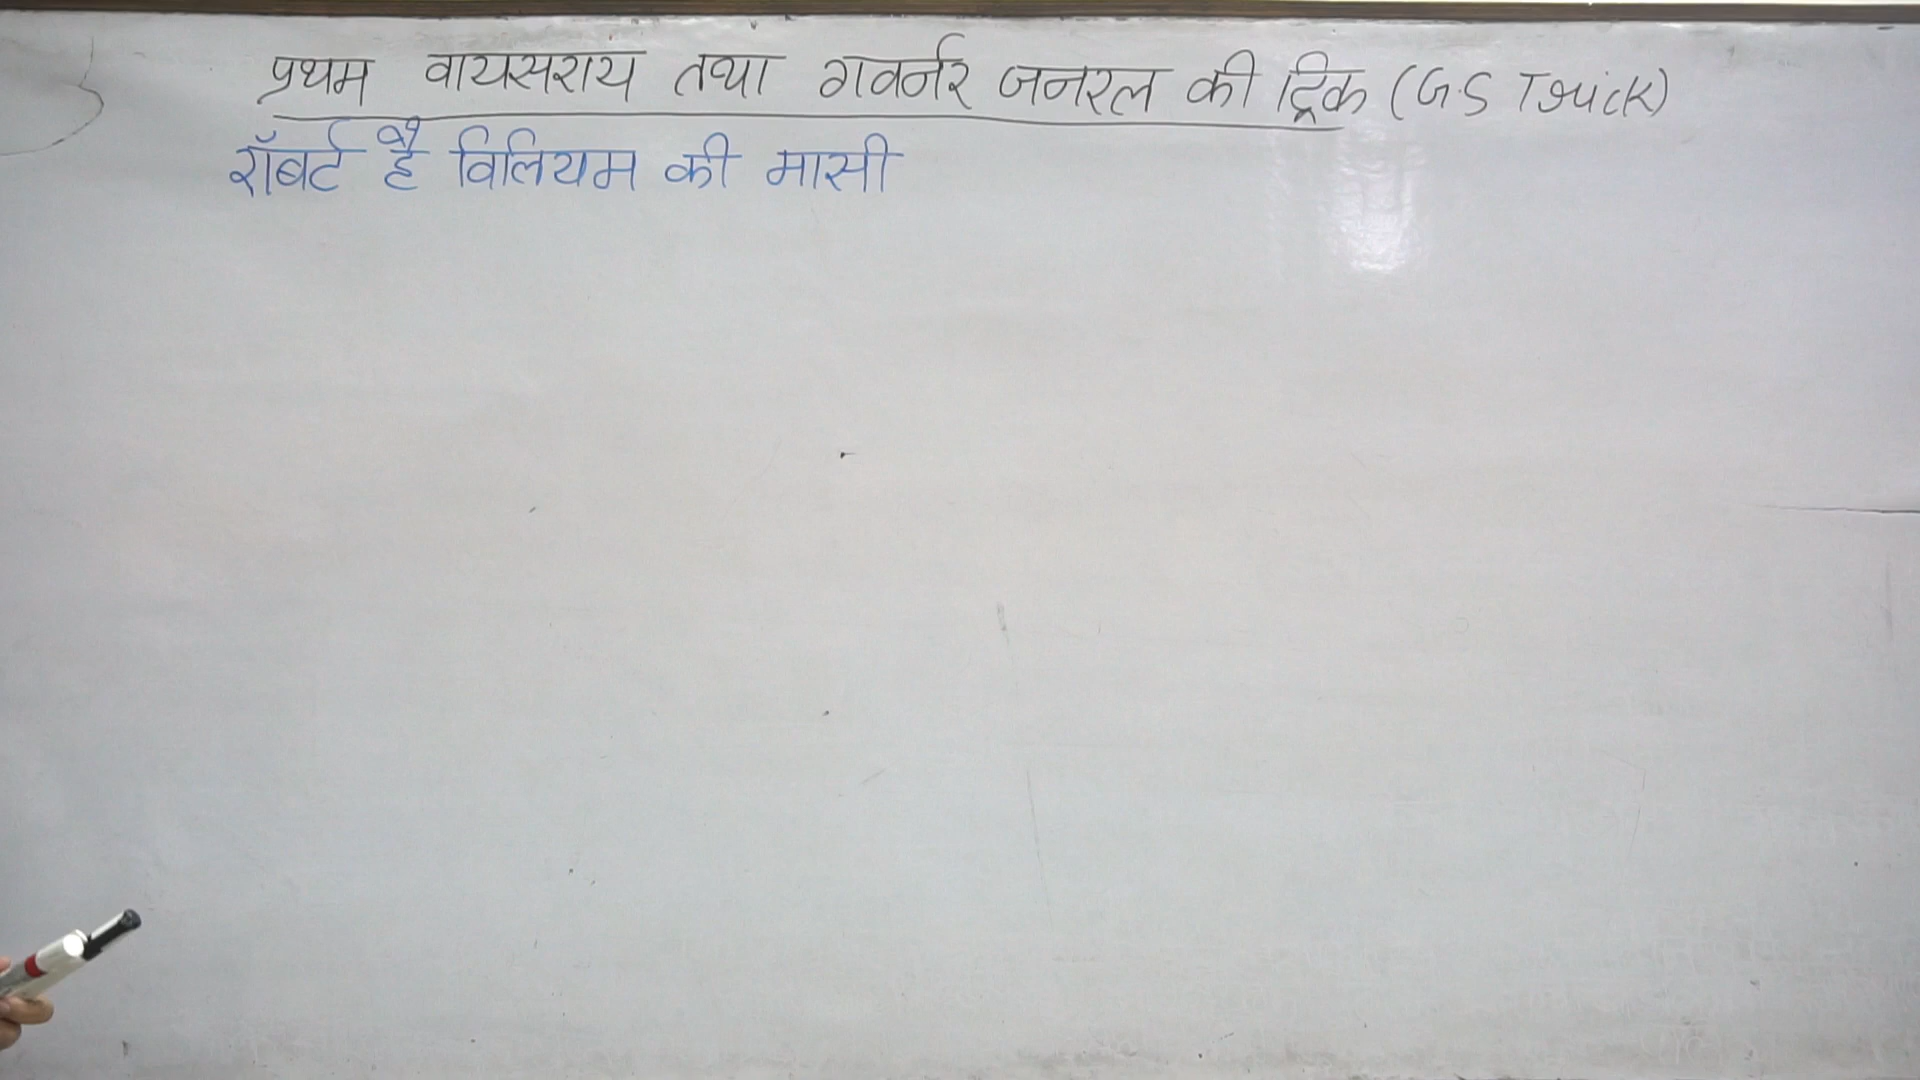 प्रथम वायसराय तथा गवर्नर जनरल की ट्रिक (G.S Trick)
रॉबर्ट है विलियम की मासी